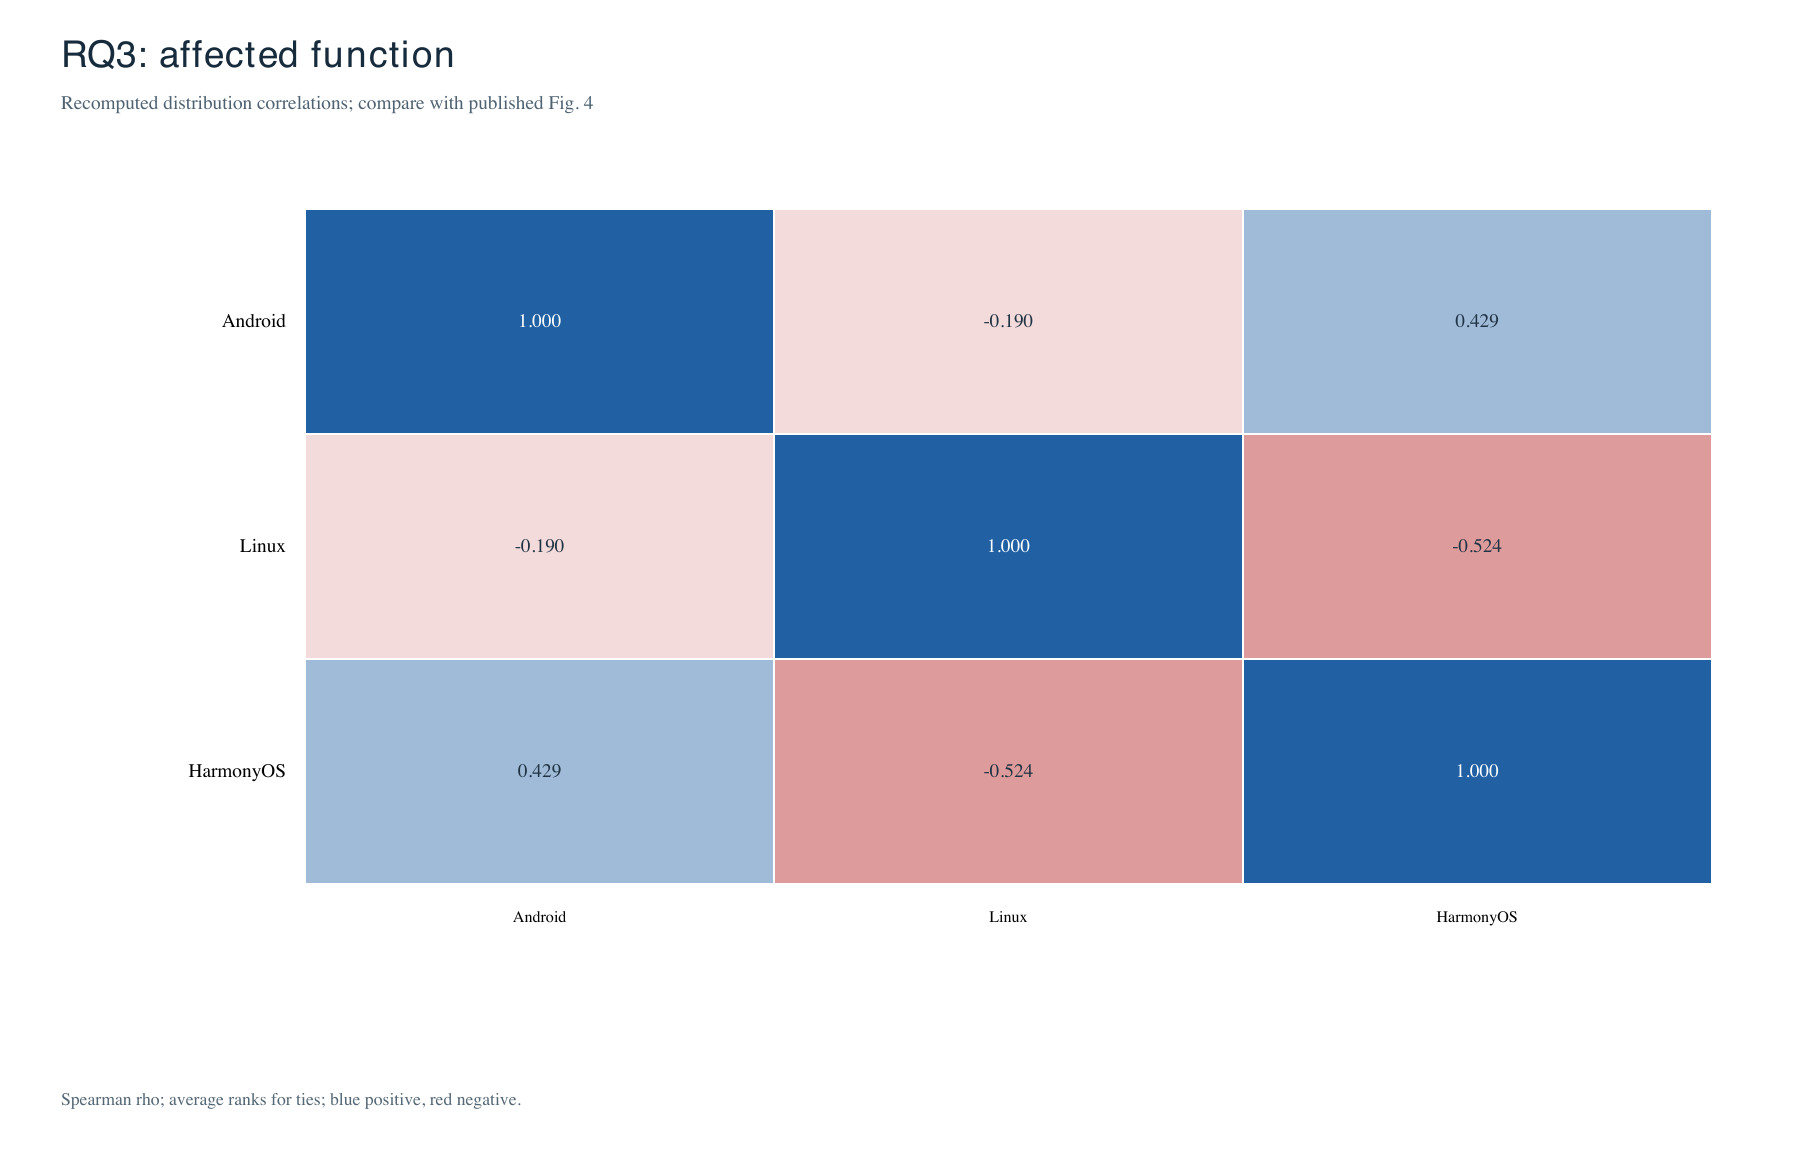 RQ3: affected function
Recomputed distribution correlations; compare with published Fig. 4
Android 1.000 -0.190 0.429
Linux -0.190 1.000 -0.524
HarmonyOS 0.429 -0.524 1.000
Android Linux HarmonyOS
Spearman rho; average ranks for ties; blue positive, red negative.